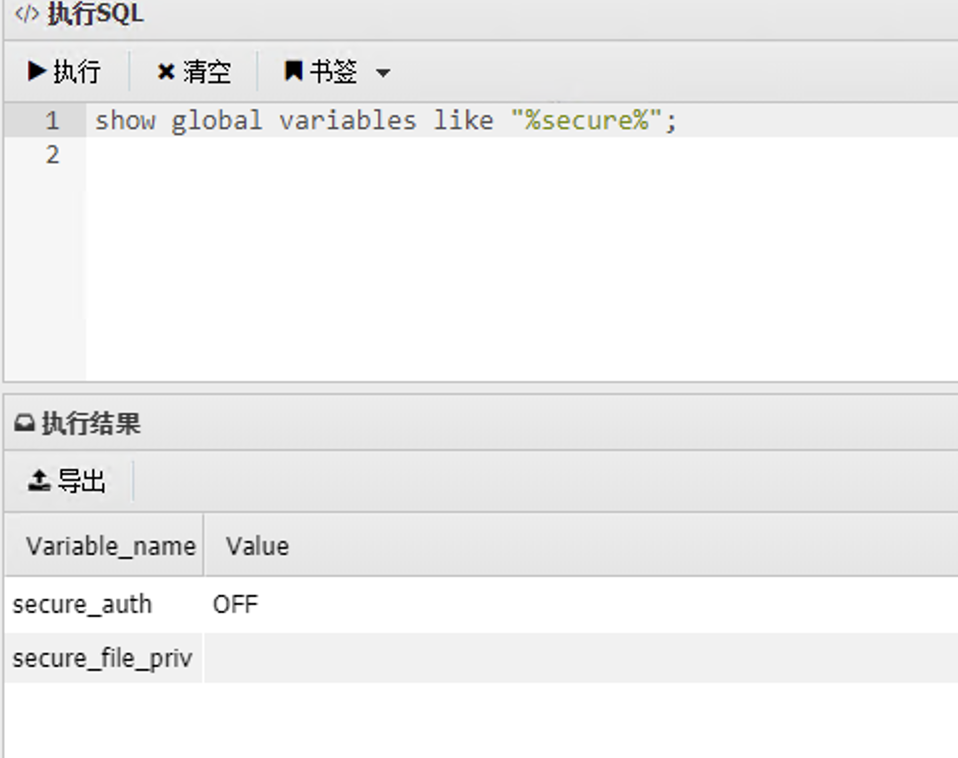 </> 执行SQL
执行 清空 书签
1 show global variables like "%secure%";
2
执行结果
导出
Variable_name Value
secure_auth OFF
secure_file_priv